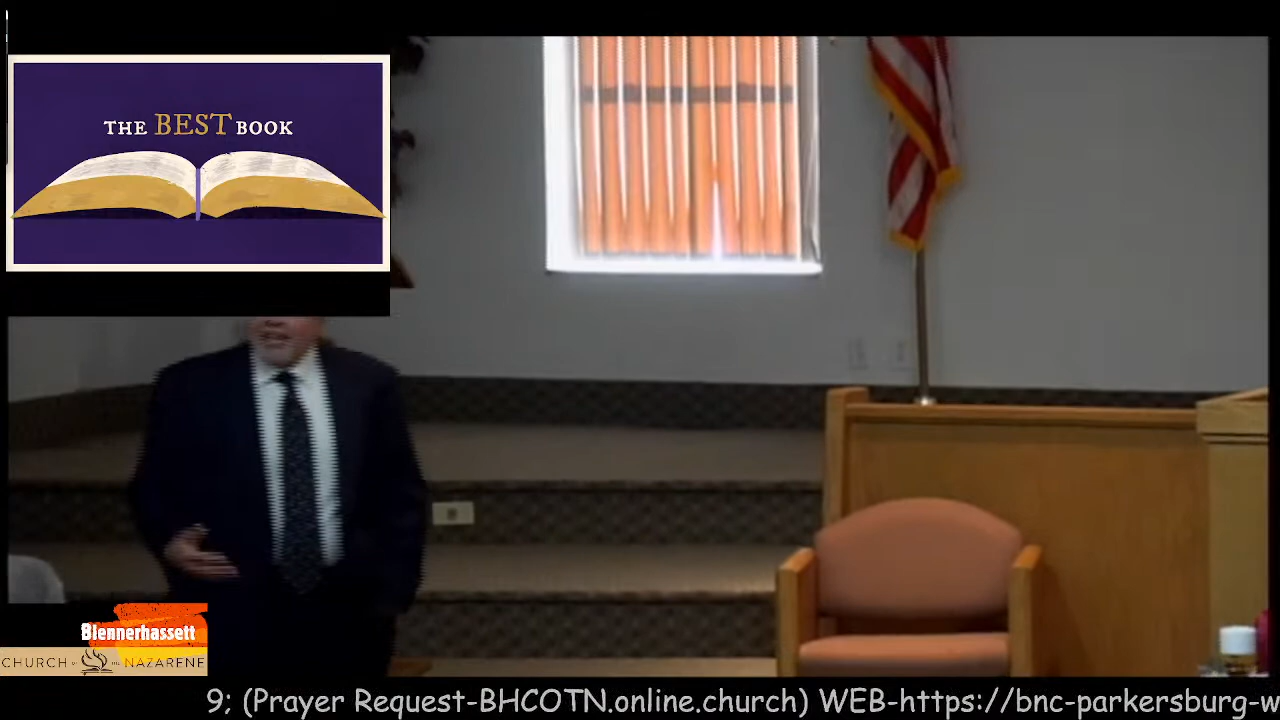 THE BEST BOOK
Blennerhassett
CHURCH OF THE NAZARENE
9; (Prayer Request-BHCOTN.online.church) WEB-https://bnc-parkersburg-w